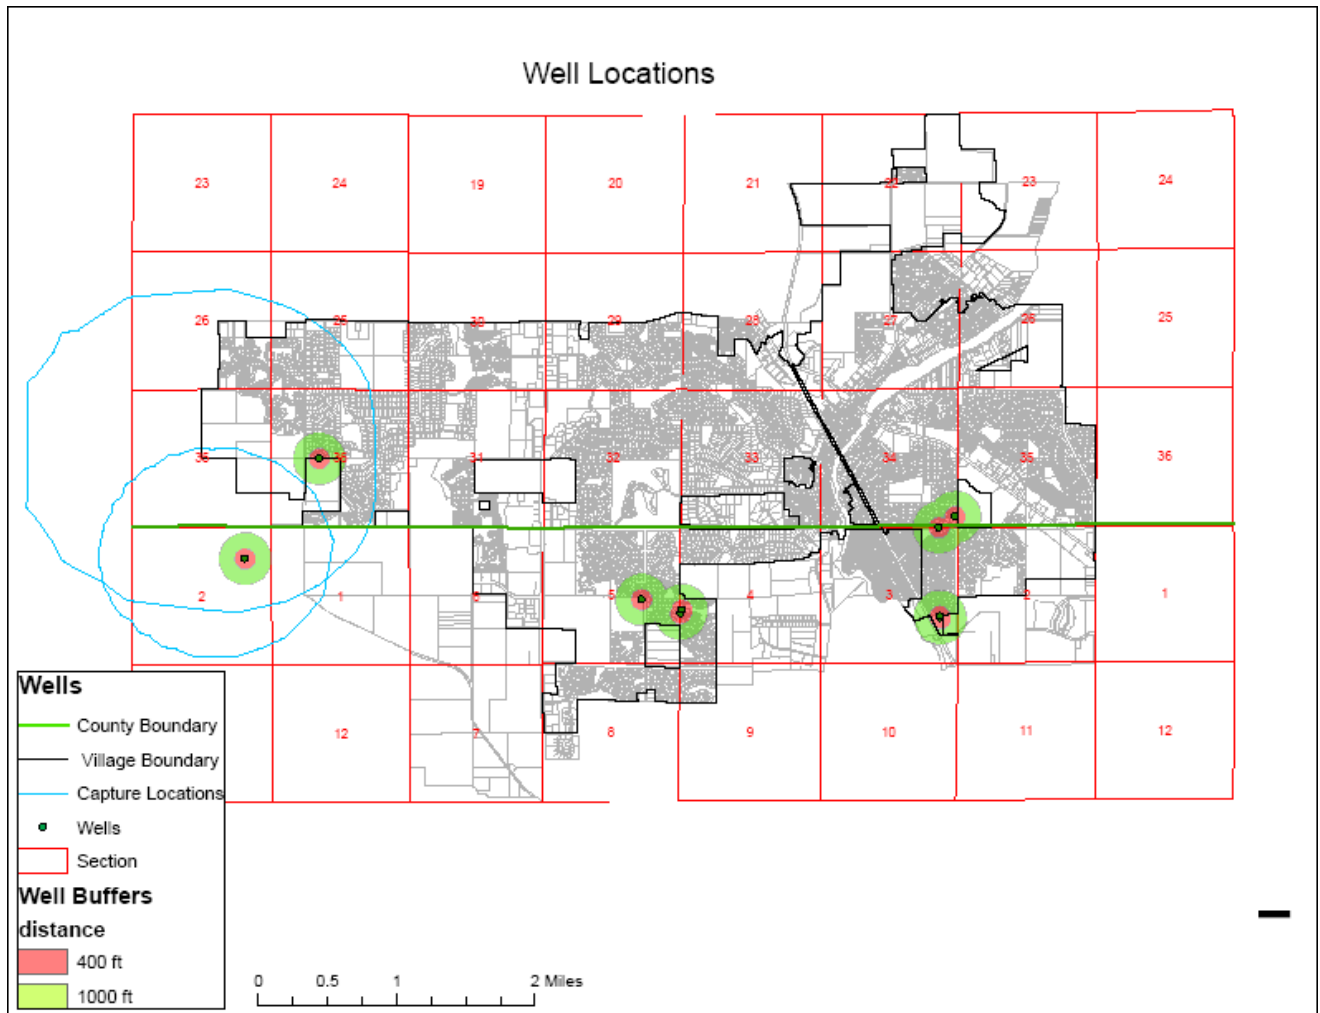 Well Locations
23 24 19 20 21 22 23 24
26 25 30 29 28 27 26 25
35 36 31 32 33 34 35 36
2 1 6 5 4 3 2 1
12 7 8 9 10 11 12
Wells
County Boundary
Village Boundary
Capture Locations
Wells
Section
Well Buffers
distance
400 ft
1000 ft
0 0.5 1 2 Miles